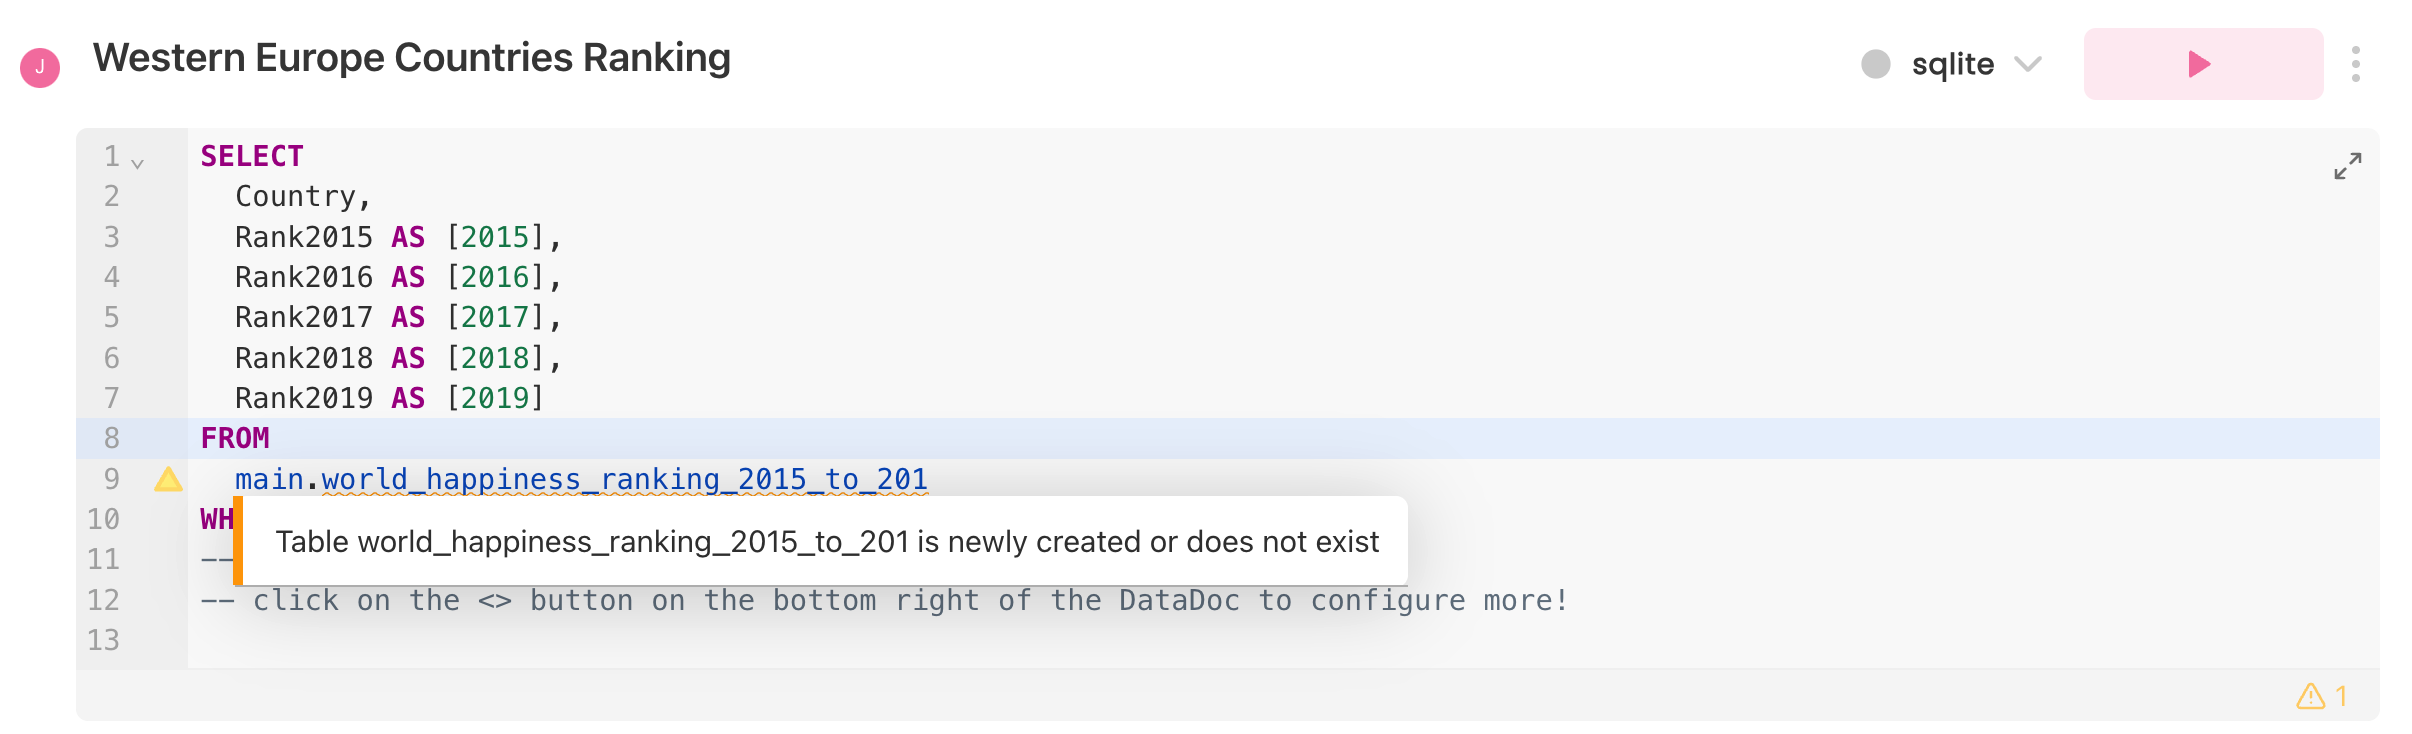 J
Western Europe Countries Ranking
sqlite
1 SELECT
2 Country,
3 Rank2015 AS [2015],
4 Rank2016 AS [2016],
5 Rank2017 AS [2017],
6 Rank2018 AS [2018],
7 Rank2019 AS [2019]
8 FROM
9 main.world_happiness_ranking_2015_to_201
10 WH
Table world_happiness_ranking_2015_to_201 is newly created or does not exist
11 --
12 -- click on the <> button on the bottom right of the DataDoc to configure more!
13
1